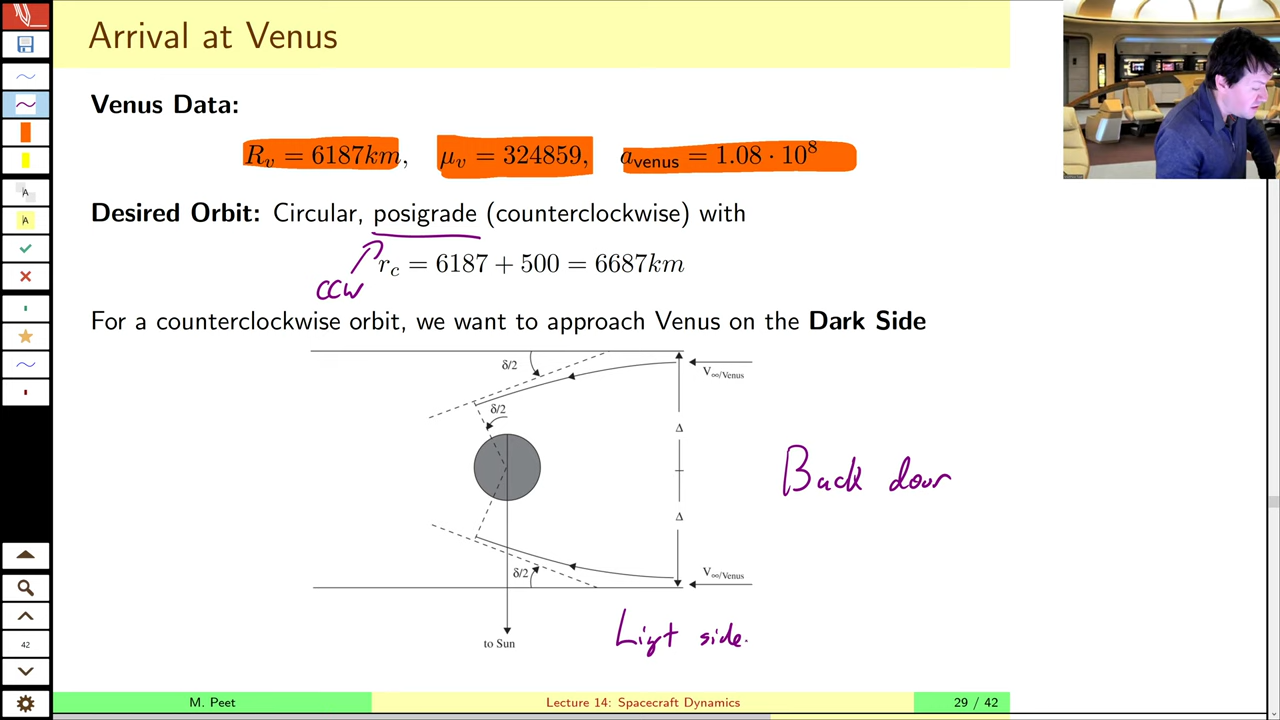 Arrival at Venus
Venus Data:
R_v = 6187km, μ_v = 324859, a_venus = 1.08 · 10^8
Desired Orbit: Circular, posigrade (counterclockwise) with
r_c = 6187 + 500 = 6687km
CCW
For a counterclockwise orbit, we want to approach Venus on the Dark Side
δ/2
V∞/Venus
δ/2
Δ
Back door
Δ
δ/2
V∞/Venus
Light side.
to Sun
42
M. Peet
Lecture 14: Spacecraft Dynamics
29 / 42